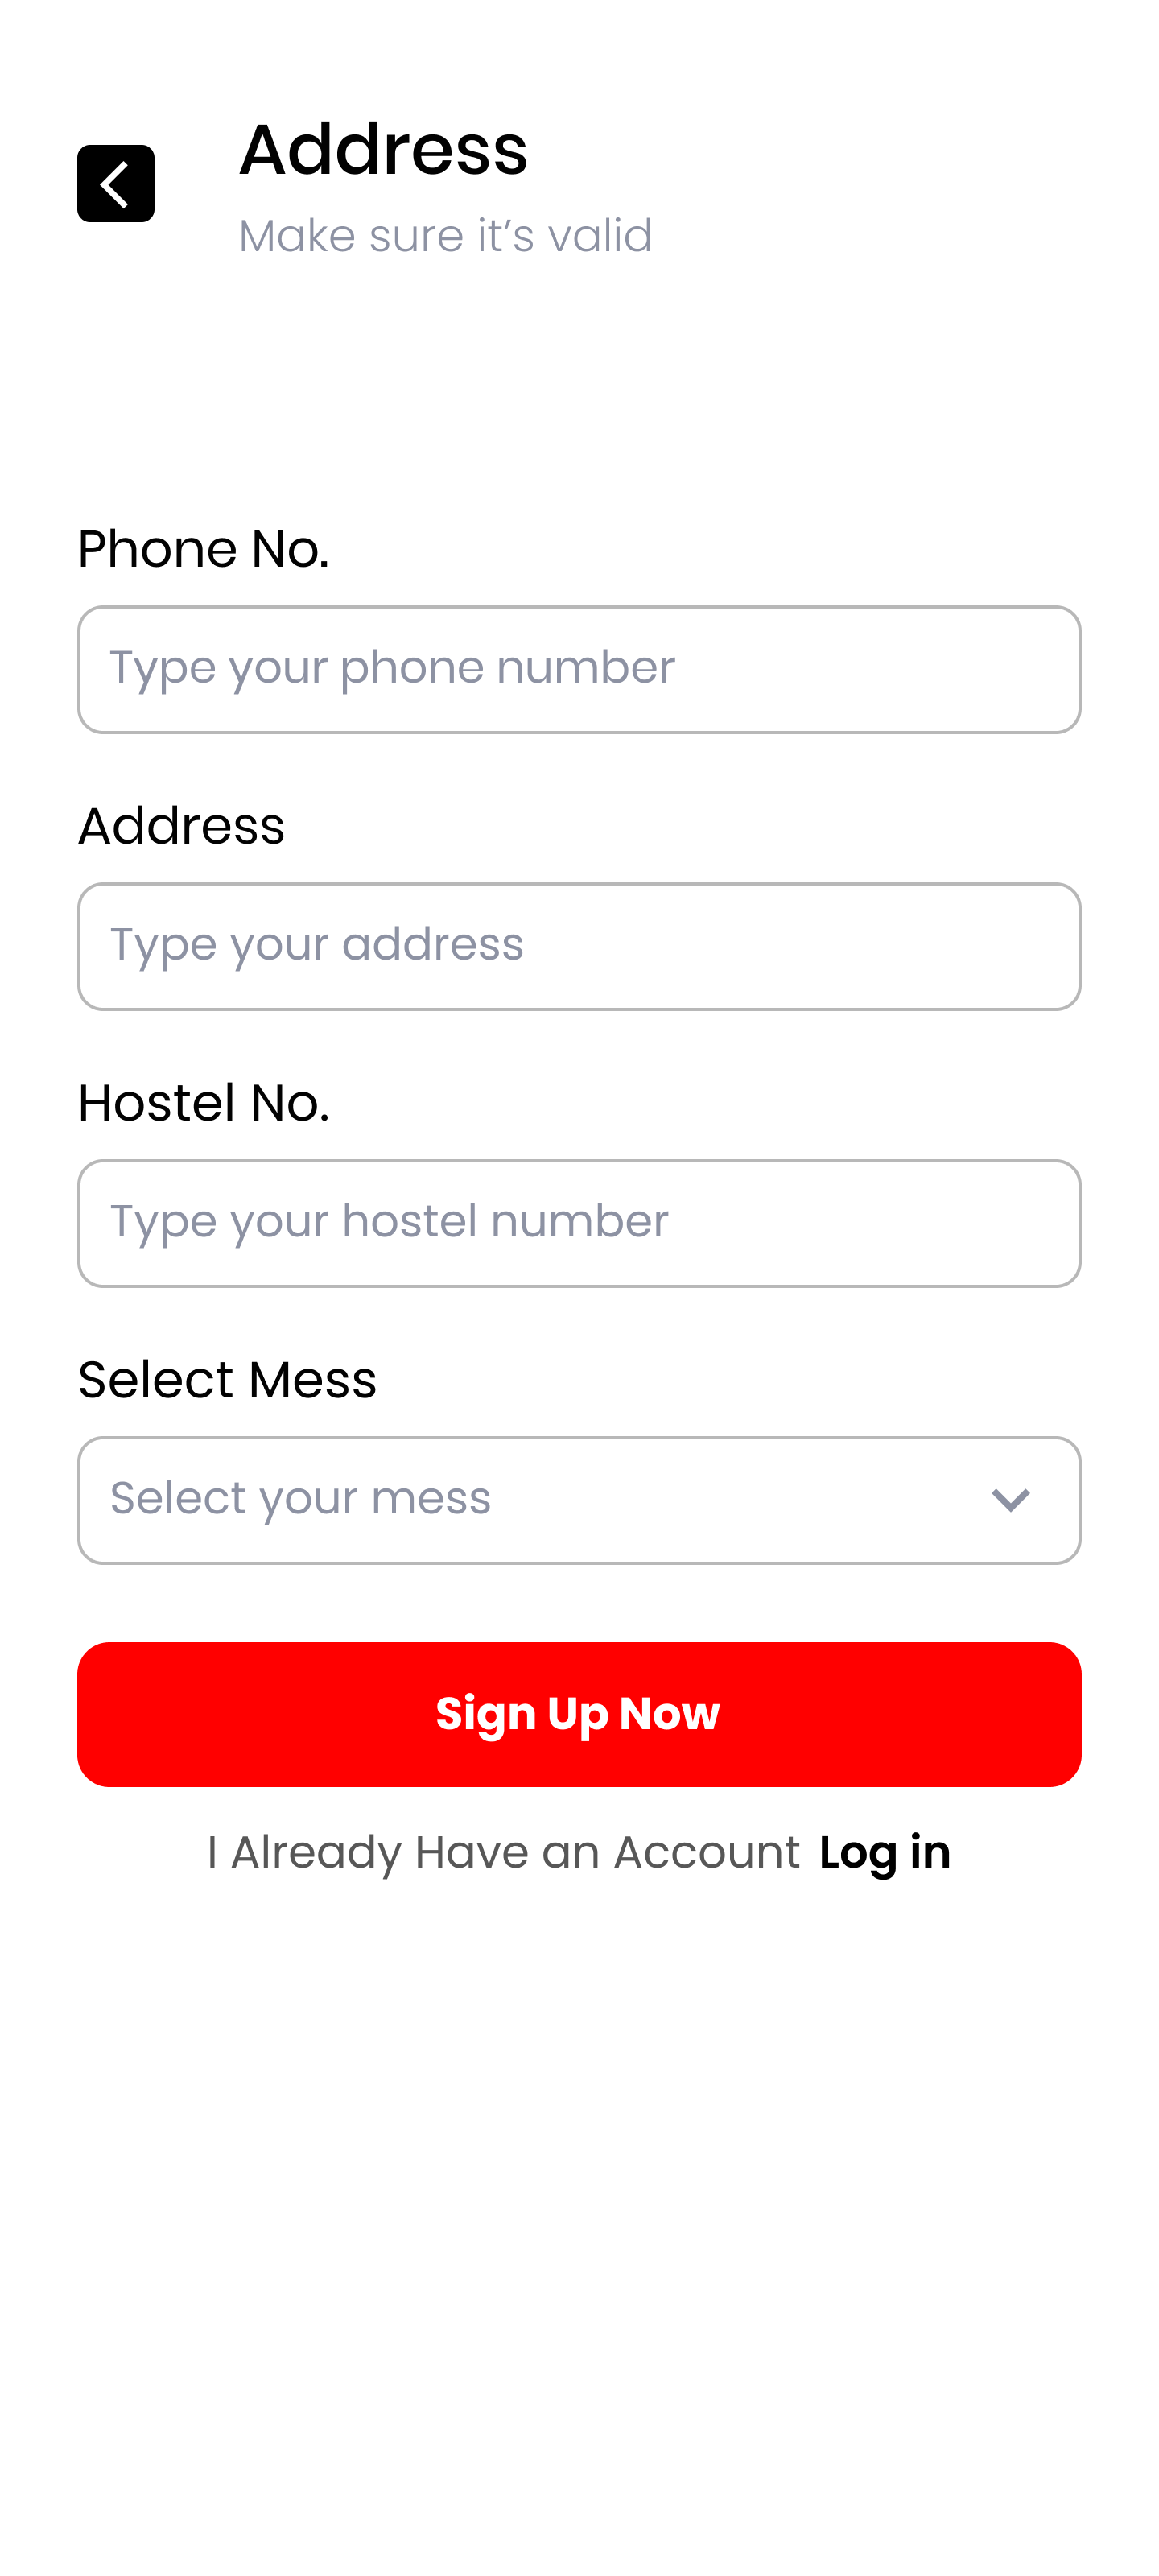 Address
Make sure it’s valid
Phone No.
Type your phone number
Address
Type your address
Hostel No.
Type your hostel number
Select Mess
Select your mess
Sign Up Now
I Already Have an Account Log in